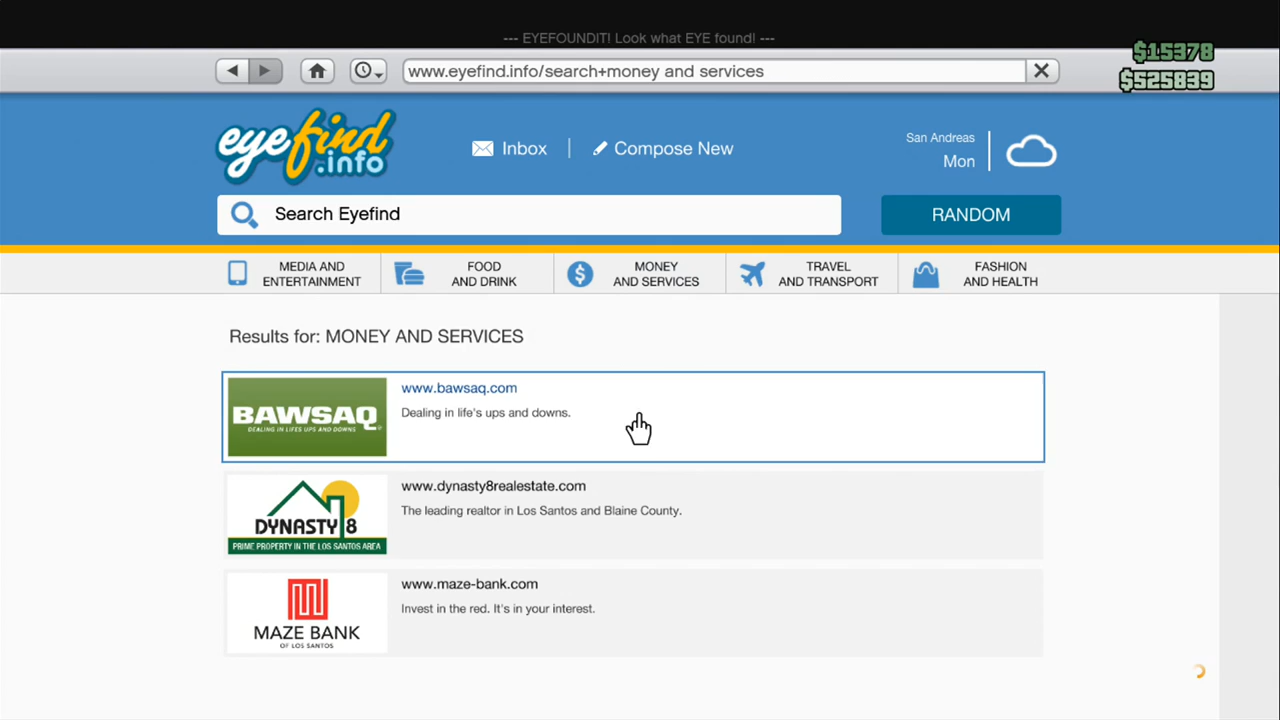 --- EYEFOUNDIT! Look what EYE found! ---
$15378
www.eyefind.info/search+money and services
$525839
eyefind
.info
Inbox
Compose New
San Andreas
Mon
Search Eyefind
RANDOM
MEDIA AND
ENTERTAINMENT
FOOD
AND DRINK
MONEY
AND SERVICES
TRAVEL
AND TRANSPORT
FASHION
AND HEALTH
Results for: MONEY AND SERVICES
BAWSAQ
DEALING IN LIFES UPS AND DOWNS
www.bawsaq.com
Dealing in life's ups and downs.
DYNASTY 8
PRIME PROPERTY IN THE LOS SANTOS AREA
www.dynasty8realestate.com
The leading realtor in Los Santos and Blaine County.
MAZE BANK
OF LOS SANTOS
www.maze-bank.com
Invest in the red. It's in your interest.